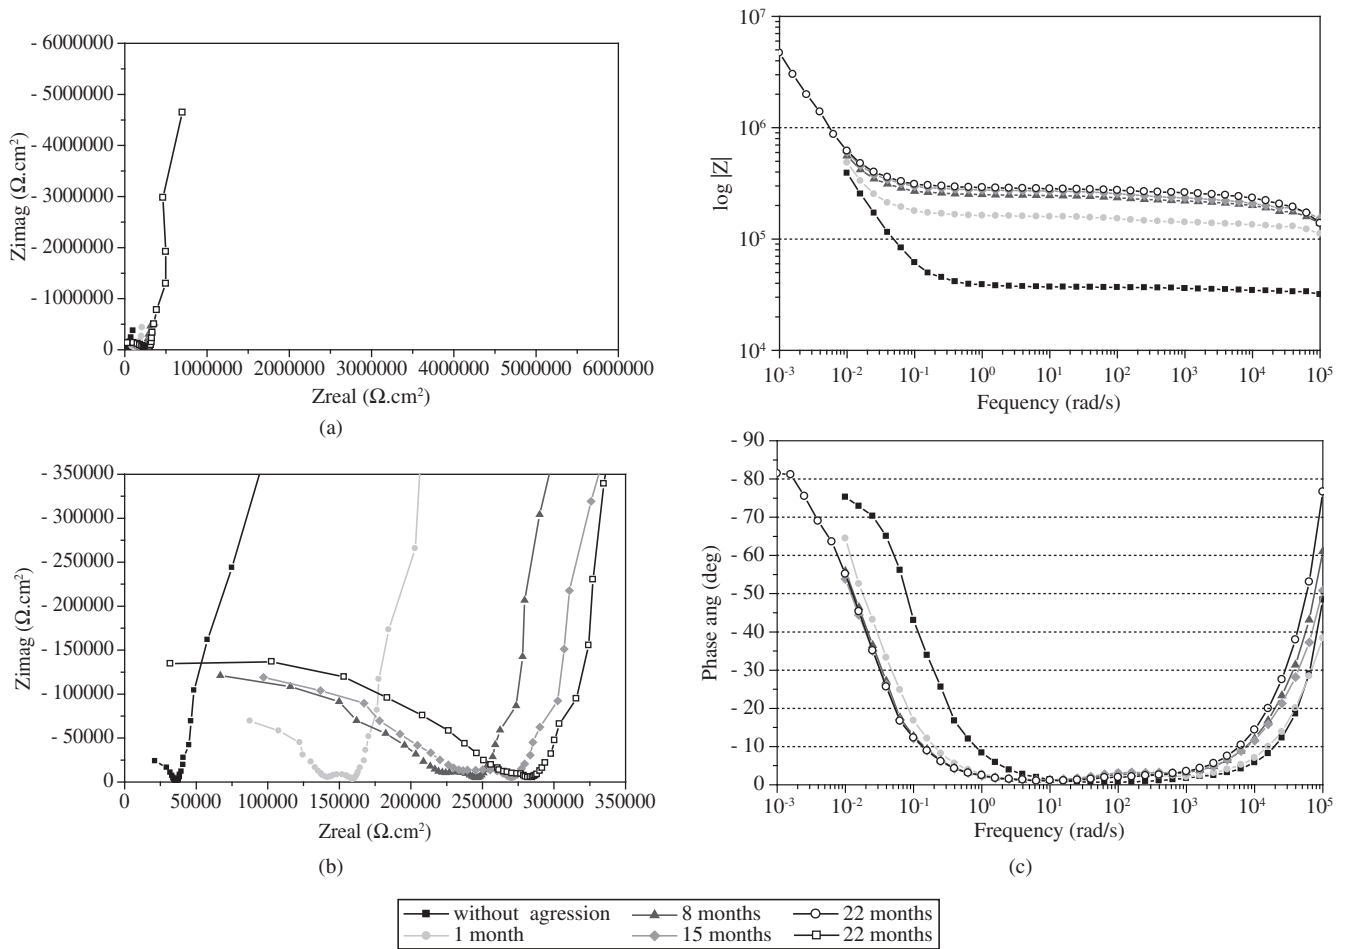 - 6000000
- 5000000
- 4000000
- 3000000
- 2000000
- 1000000
0
Zimag (Ω.cm²)
0 1000000 2000000 3000000 4000000 5000000 6000000
Zreal (Ω.cm²)
(a)
10⁷
10⁶
10⁵
10⁴
log |Z|
10⁻³ 10⁻² 10⁻¹ 10⁰ 10¹ 10² 10³ 10⁴ 10⁵
Fequency (rad/s)
- 350000
- 300000
- 250000
- 200000
- 150000
- 100000
- 50000
0
Zimag (Ω.cm²)
0 50000 100000 150000 200000 250000 300000 350000
Zreal (Ω.cm²)
(b)
- 90
- 80
- 70
- 60
- 50
- 40
- 30
- 20
- 10
0
Phase ang (deg)
10⁻³ 10⁻² 10⁻¹ 10⁰ 10¹ 10² 10³ 10⁴ 10⁵
Frequency (rad/s)
(c)
without agression 8 months 22 months
1 month 15 months 22 months